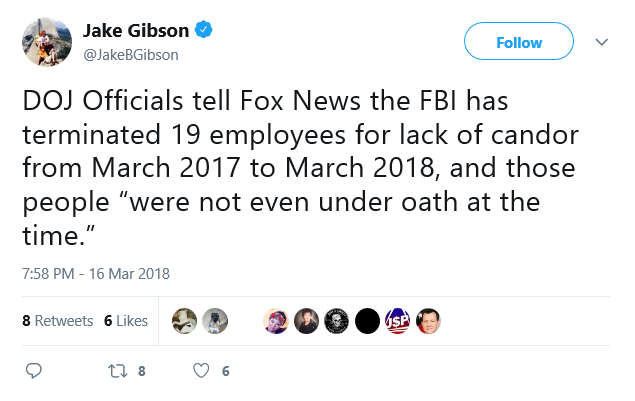 Jake Gibson
@JakeBGibson
Follow
DOJ Officials tell Fox News the FBI has
terminated 19 employees for lack of candor
from March 2017 to March 2018, and those
people “were not even under oath at the
time.”
7:58 PM - 16 Mar 2018
8 Retweets 6 Likes
JSP
8 6